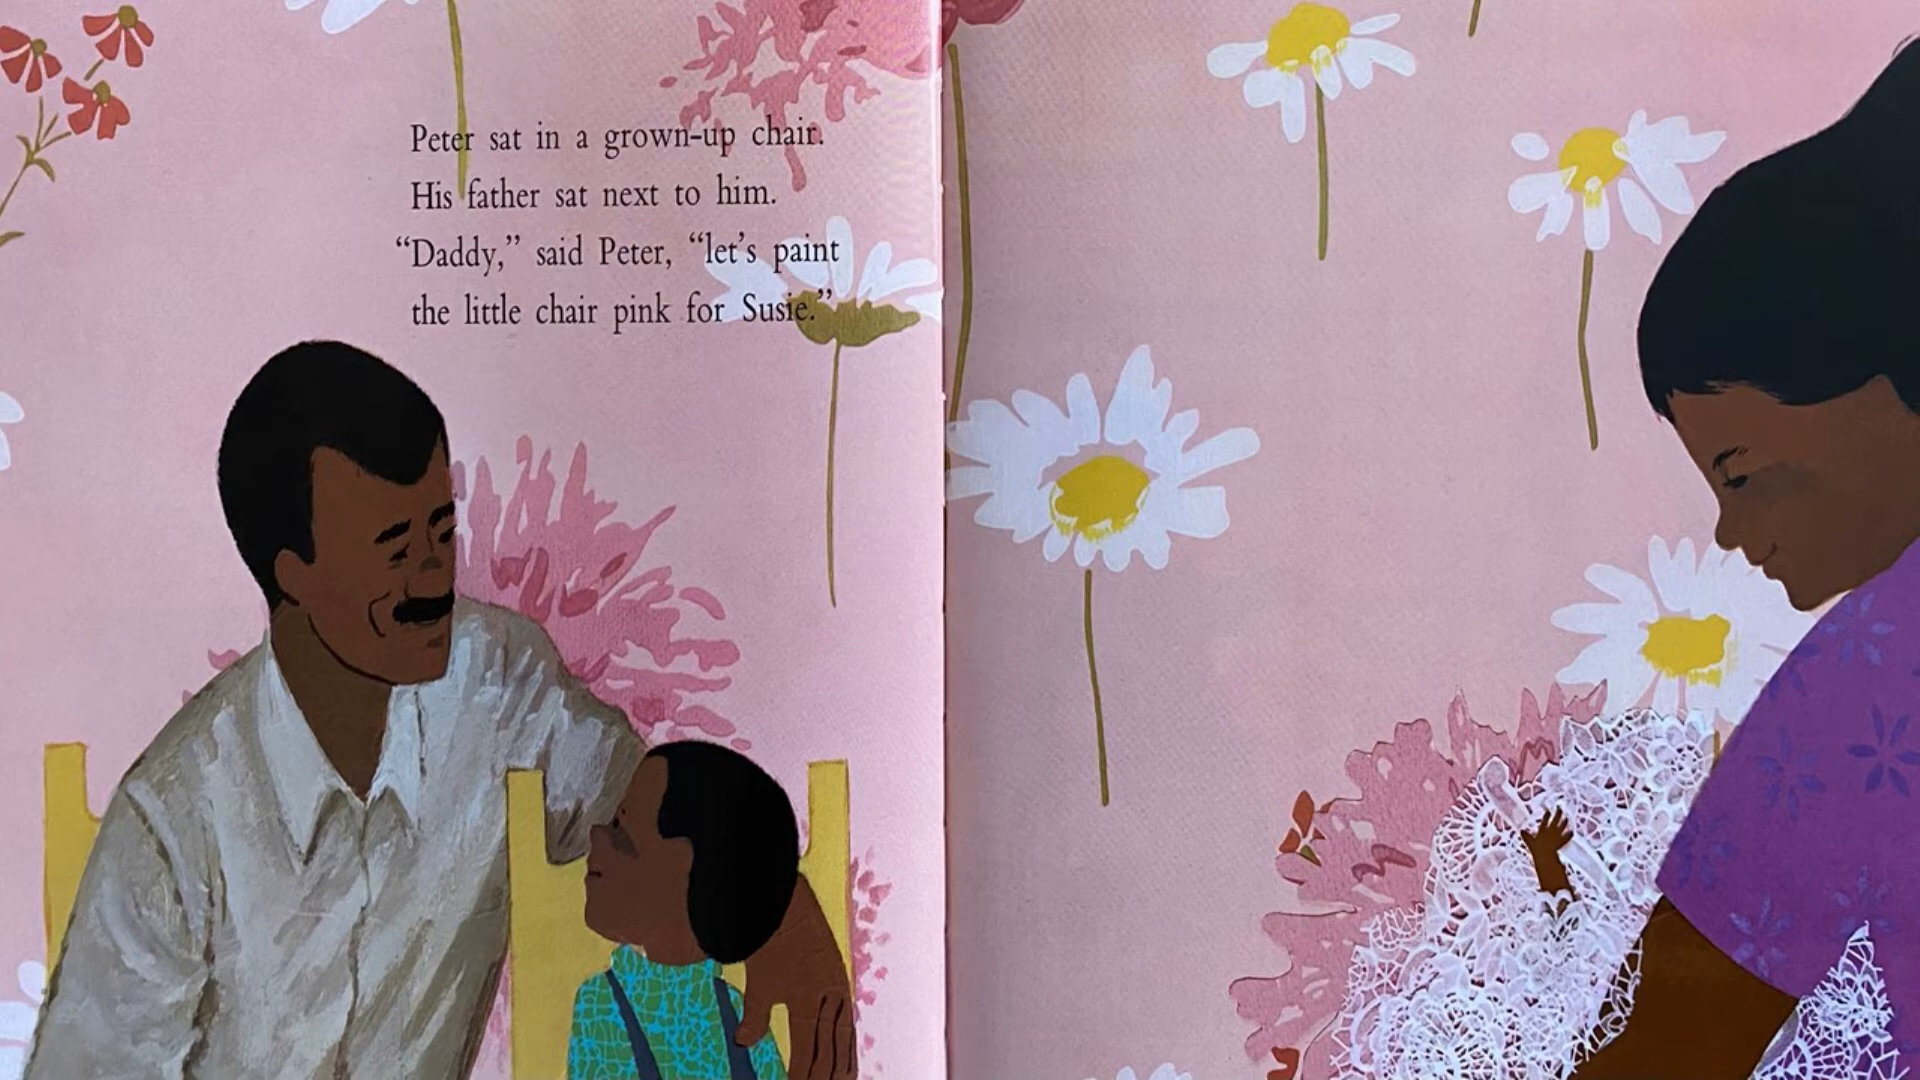 Peter sat in a grown-up chair.
His father sat next to him.
“Daddy,” said Peter, “let’s paint
the little chair pink for Susie.”